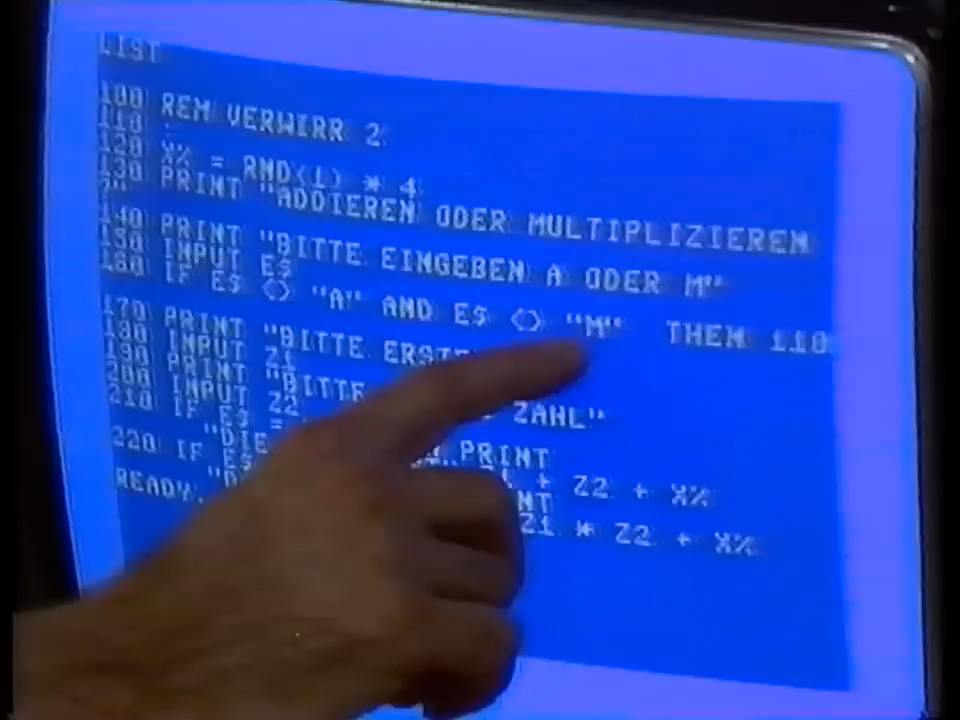 LIST
100 REM VERWIRR 2
110 :
120 X% = RND(1) * 4
130 PRINT "ADDIEREN ODER MULTIPLIZIEREN
?"
140 PRINT "BITTE EINGEBEN A ODER M"
150 INPUT E$
160 IF E$ <> "A" AND E$ <> "M" THEN 110
170 PRINT "BITTE
180 INPUT Z1
190 PRINT "BITTE ZAHL"
200 INPUT Z2
210 IF E$ = PRINT
"DIE Z1 + Z2 + X%
220 IF E$
Z1 * Z2 + X%
READY.